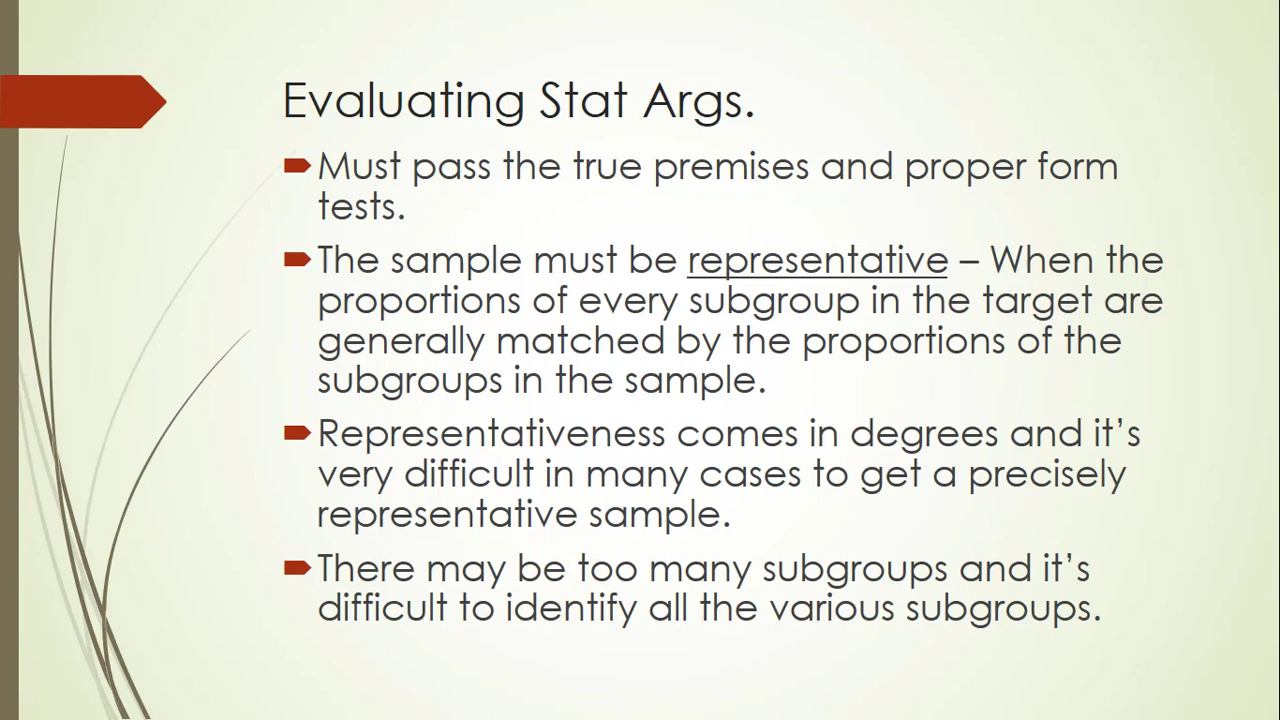 Evaluating Stat Args.
Must pass the true premises and proper form
tests.
The sample must be representative – When the
proportions of every subgroup in the target are
generally matched by the proportions of the
subgroups in the sample.
Representativeness comes in degrees and it’s
very difficult in many cases to get a precisely
representative sample.
There may be too many subgroups and it’s
difficult to identify all the various subgroups.